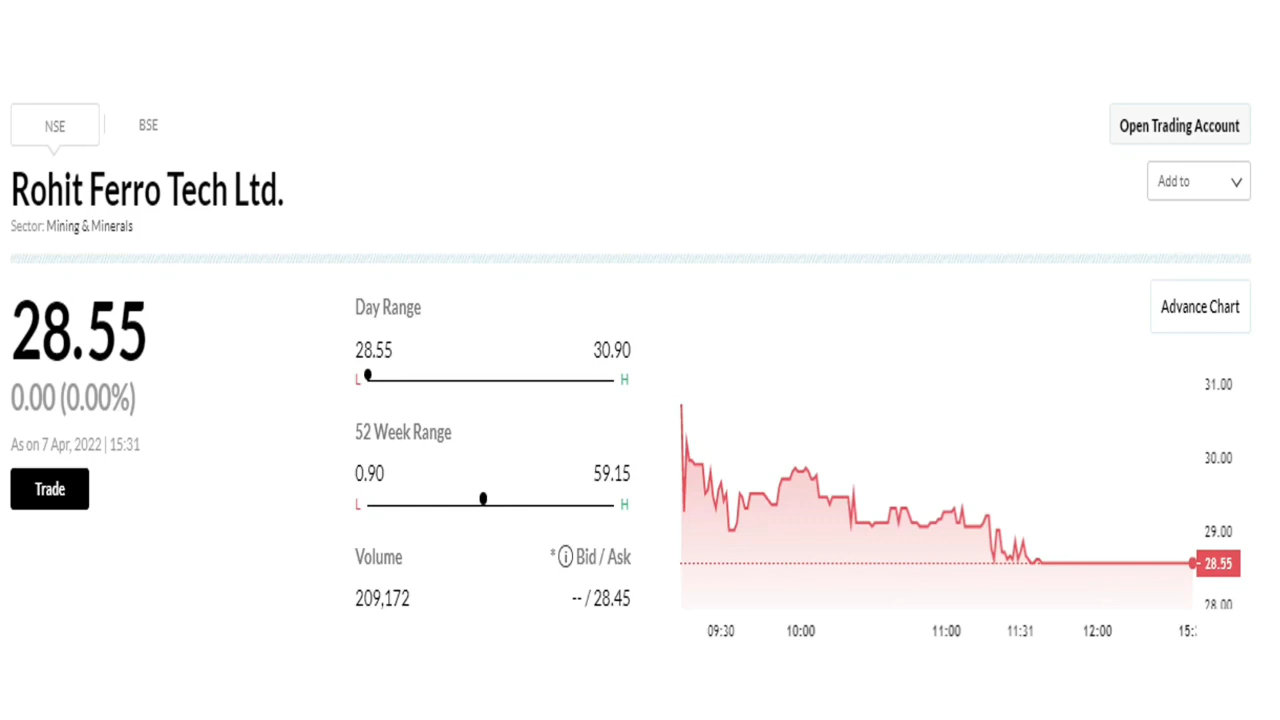 NSE BSE
Open Trading Account
Rohit Ferro Tech Ltd.
Add to
Sector: Mining & Minerals
28.55
0.00 (0.00%)
As on 7 Apr, 2022 | 15:31
Trade
Day Range
28.55 30.90
L H
52 Week Range
0.90 59.15
L H
Volume * i Bid / Ask
209,172 -- / 28.45
Advance Chart
31.00
30.00
29.00
28.55
28.00
09:30 10:00 11:00 11:31 12:00 15: